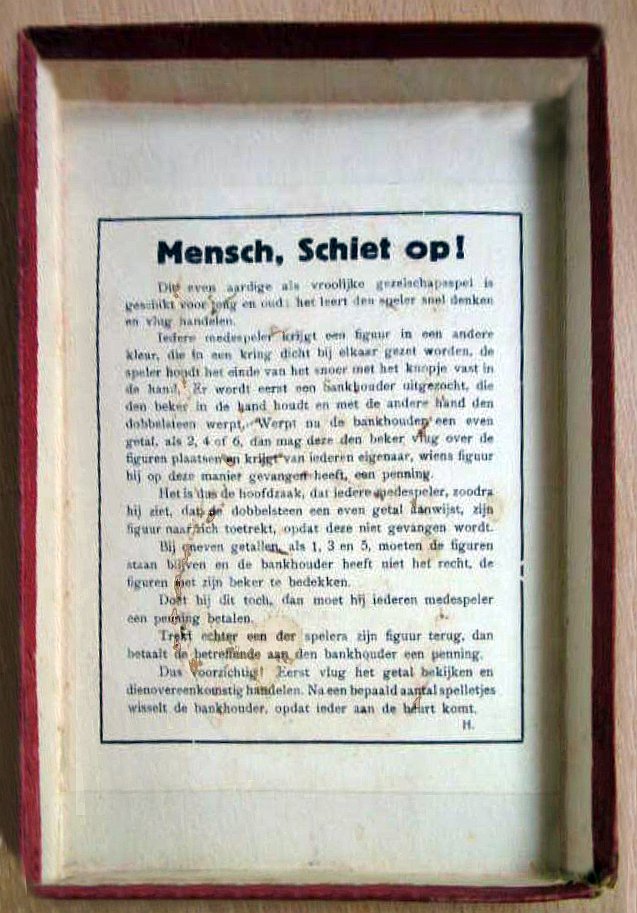 Mensch, Schiet op!
Dit even aardige als vroolijke gezelschapsspel is
geschikt voor jong en oud: het leert den speler snel denken
en vlug handelen.
Iedere medespeler krijgt een figuur in een andere
kleur, die in een kring dicht bij elkaar gezet worden, de
speler houdt het einde van het snoer met het knopje vast in
de hand. Er wordt eerst een bankhouder uitgezocht, die
den beker in de hand houdt en met de andere hand den
dobbelsteen werpt. Werpt nu de bankhouder een even
getal, als 2, 4 of 6, dan mag deze den beker vlug over de
figuren plaatsen en krijgt van iederen eigenaar, wiens figuur
hij op deze manier gevangen heeft, een penning.
Het is dus de hoofdzaak, dat iedere medespeler, zoodra
hij ziet, dat de dobbelsteen een even getal aanwijst, zijn
figuur naar zich toetrekt, opdat deze niet gevangen wordt.
Bij oneven getallen, als 1, 3 en 5, moeten de figuren
staan blijven en de bankhouder heeft niet het recht, de
figuren met zijn beker te bedekken.
Doet hij dit toch, dan moet hij iederen medespeler
een penning betalen.
Trekt echter een der spelers zijn figuur terug, dan
betaalt de betreffende aan den bankhouder een penning.
Dus voorzichtig! Eerst vlug het getal bekijken en
dienovereenkomstig handelen. Na een bepaald aantal spelletjes
wisselt de bankhouder, opdat ieder aan de beurt komt.
H.